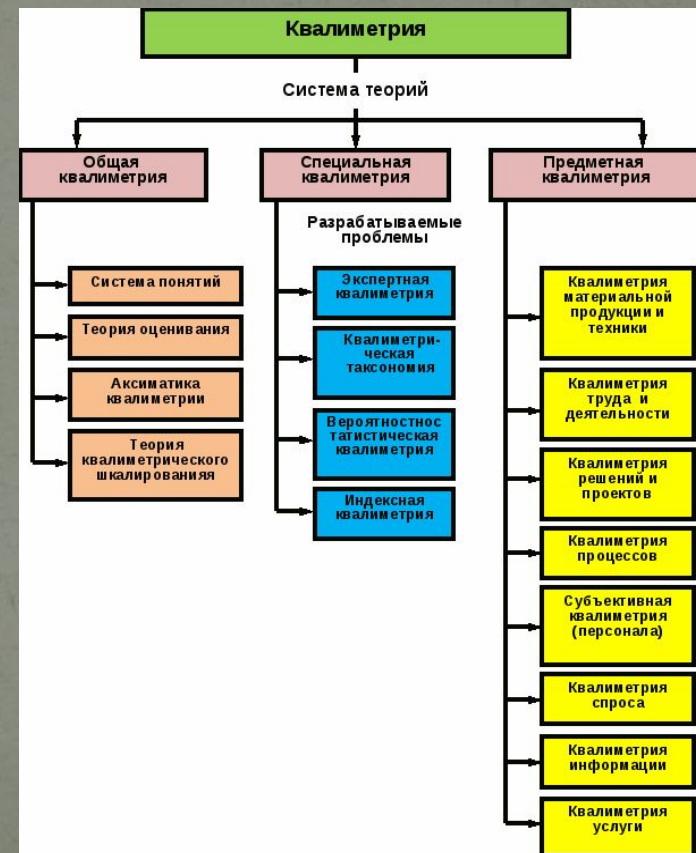 Квалиметрия
Система теорий
Общая
квалиметрия
Специальная
квалиметрия
Предметная
квалиметрия
Разрабатываемые
проблемы
Система понятий
Теория оценивания
Аксиматика
квалиметрии
Теория
квалиметрического
шкалированияя
Экспертная
квалиметрия
Квалиметри-
ческая
таксономия
Вероятностнос
татистическая
квалиметрия
Индексная
квалиметрия
Квалиметрия
материальной
продукции и
техники
Квалиметрия
труда и
деятельности
Квалиметрия
решений и
проектов
Квалиметрия
процессов
Субъективная
квалиметрия
(персонала)
Квалиметрия
спроса
Квалиметрия
информации
Квалиметрия
услуги